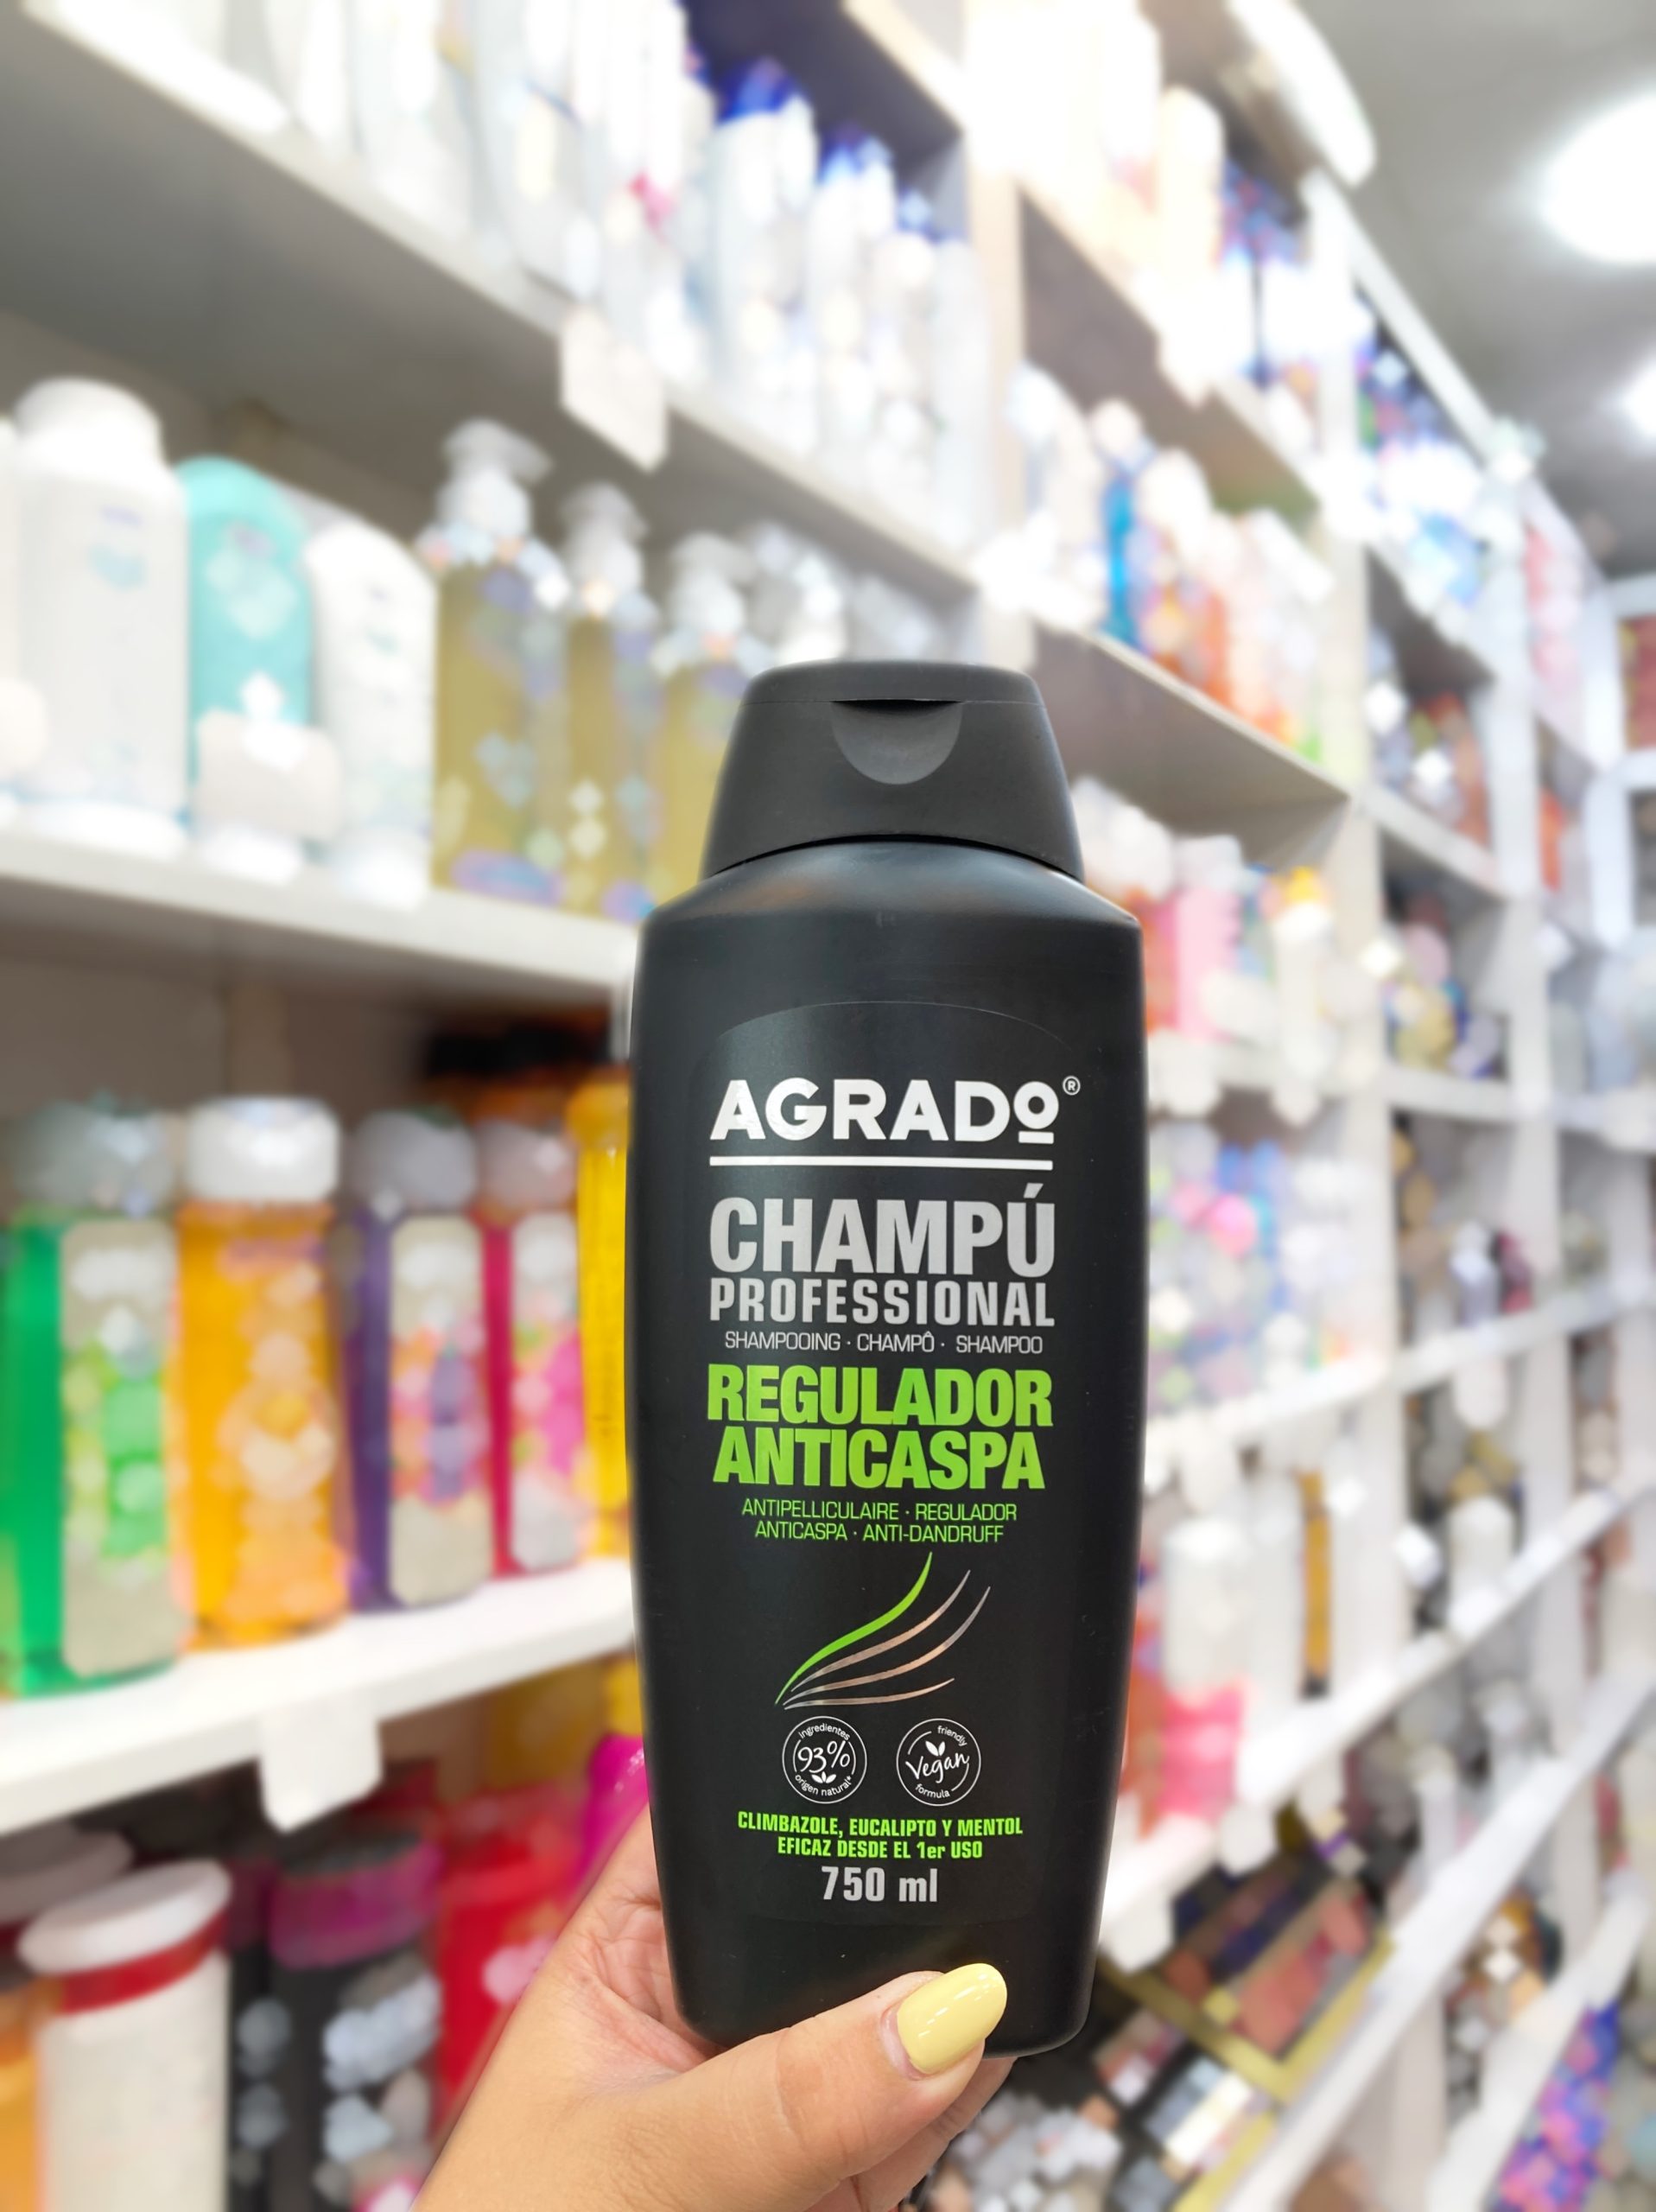 AGRADO®
CHAMPÚ
PROFESSIONAL
SHAMPOOING · CHAMPÔ · SHAMPOO
REGULADOR
ANTICASPA
ANTIPELLICULAIRE · REGULADOR
ANTICASPA · ANTI-DANDRUFF
ingredientes
93%
origen natural*
friendly
Vegan
formula
CLIMBAZOLE, EUCALIPTO Y MENTOL
EFICAZ DESDE EL 1er USO
750 ml